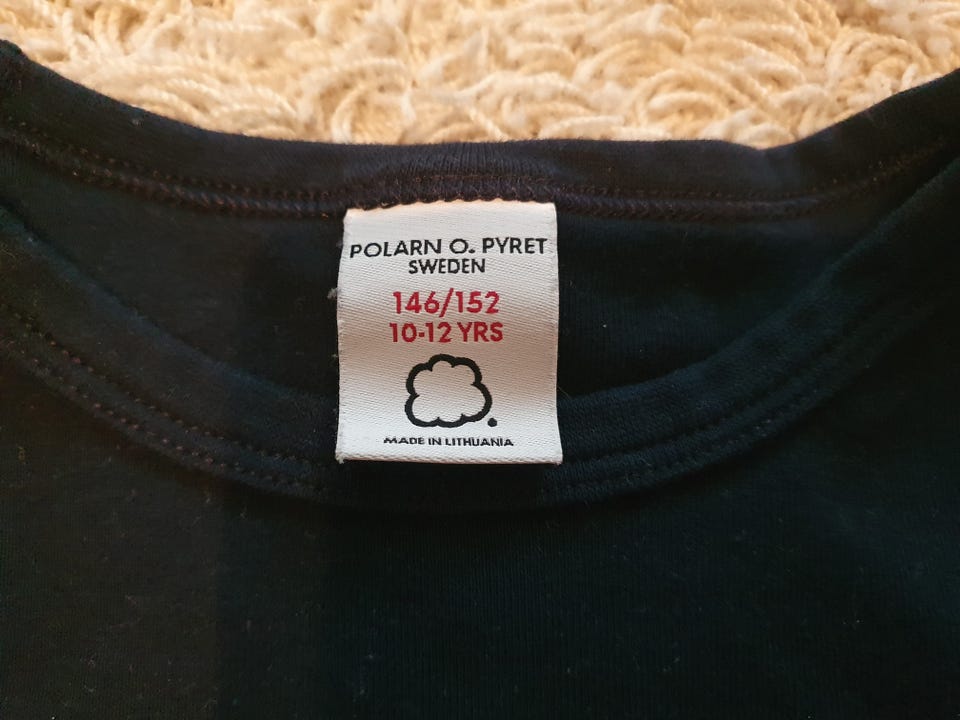 POLARN O. PYRET
SWEDEN
146/152
10-12 YRS
MADE IN LITHUANIA